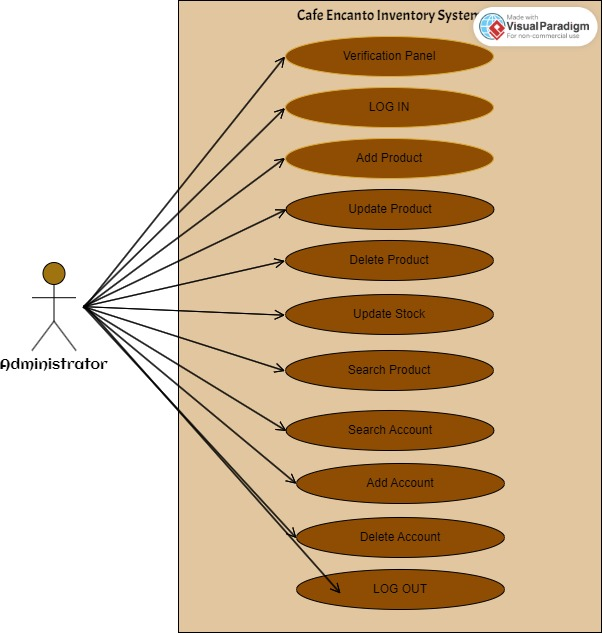 Cafe Encanto Inventory System
Made with
Visual Paradigm
For non-commercial use
Verification Panel
LOG IN
Add Product
Update Product
Delete Product
Update Stock
Search Product
Administrator
Search Account
Add Account
Delete Account
LOG OUT